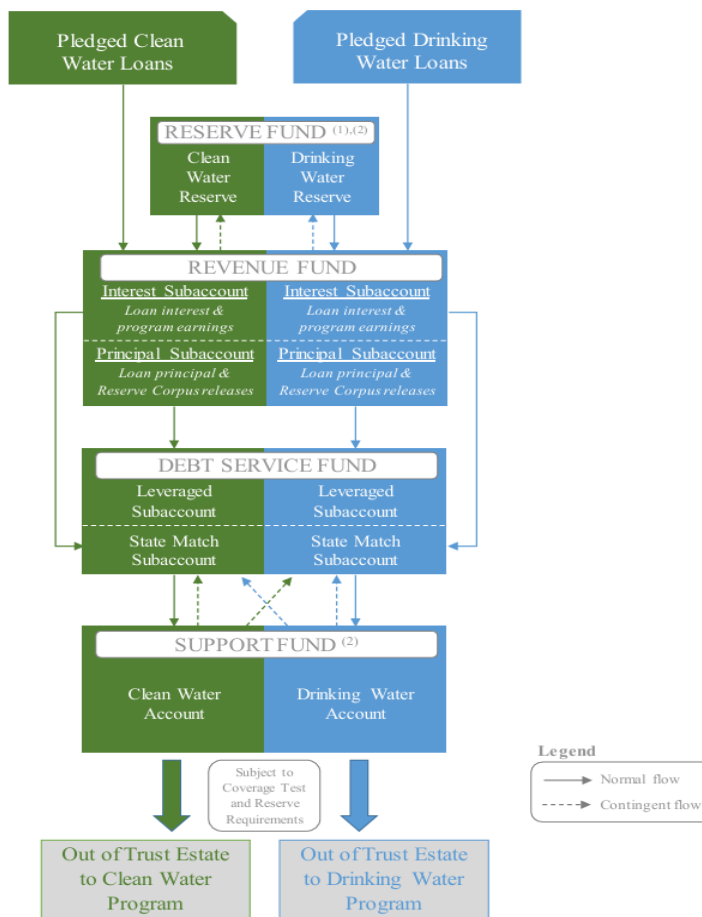 Pledged Clean
Water Loans
Pledged Drinking
Water Loans
RESERVE FUND (1),(2)
Clean
Water
Reserve
Drinking
Water
Reserve
REVENUE FUND
Interest Subaccount
Loan interest &
program earnings
Interest Subaccount
Loan interest &
program earnings
Principal Subaccount
Loan principal &
Reserve Corpus releases
Principal Subaccount
Loan principal &
Reserve Corpus releases
DEBT SERVICE FUND
Leveraged
Subaccount
Leveraged
Subaccount
State Match
Subaccount
State Match
Subaccount
SUPPORT FUND (2)
Clean Water
Account
Drinking Water
Account
Subject to
Coverage Test
and Reserve
Requirements
Legend
Normal flow
Contingent flow
Out of Trust Estate
to Clean Water
Program
Out of Trust Estate
to Drinking Water
Program